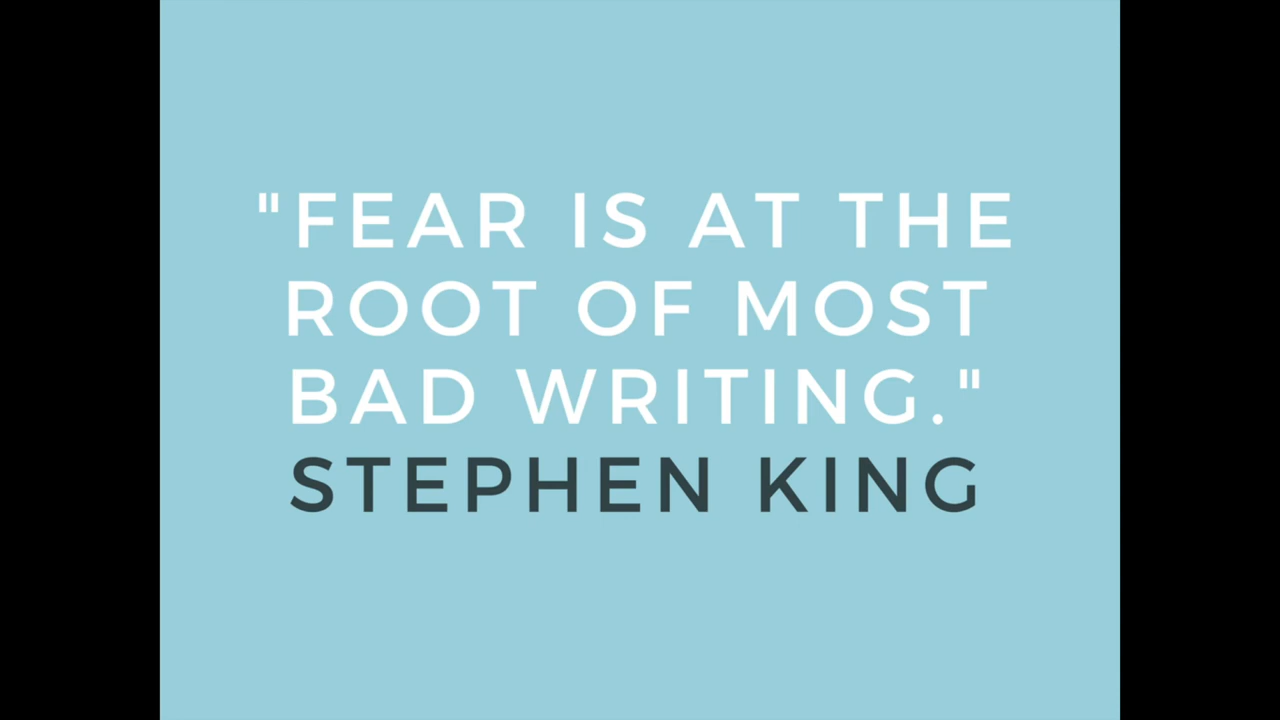 "FEAR IS AT THE
ROOT OF MOST
BAD WRITING."
STEPHEN KING